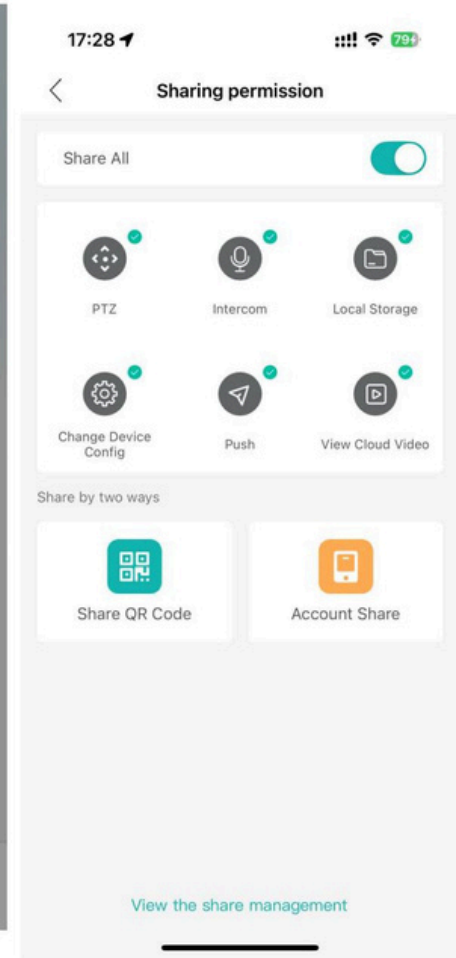 17:28
79
Sharing permission
Share All
PTZ
Intercom
Local Storage
Change Device
Config
Push
View Cloud Video
Share by two ways
Share QR Code
Account Share
View the share management